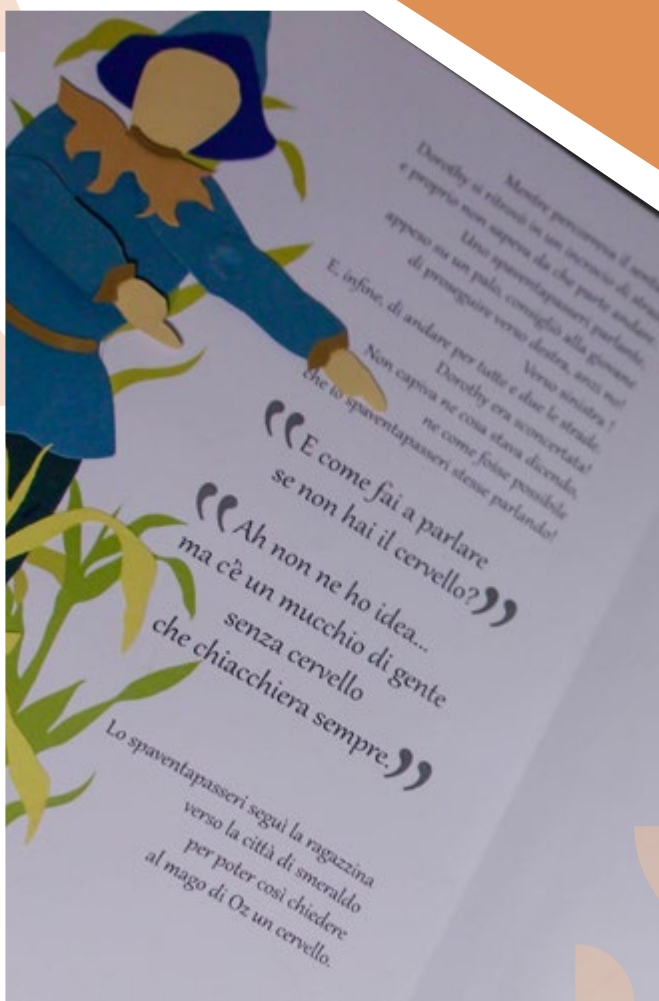 Mentre percorreva il
Dorothy si ritrovò in un incrocio di
e proprio non sapeva da che parte andare.
Uno spaventapasseri parlante,
appeso su un palo, consigliò alla giovane
di proseguire verso destra, anzi no!
Verso sinistra !
E, infine, di andare per tutte e due le strade.
Dorothy era sconcertata!
Non capiva ne cosa stava dicendo,
ne come fosse possibile
che lo spaventapasseri stesse parlando!
“E come fai a parlare
se non hai il cervello?”
“Ah non ne ho idea...
ma c'è un mucchio di gente
senza cervello
che chiacchiera sempre.”
Lo spaventapasseri seguì la ragazzina
verso la città di smeraldo
per poter così chiedere
al mago di Oz un cervello.